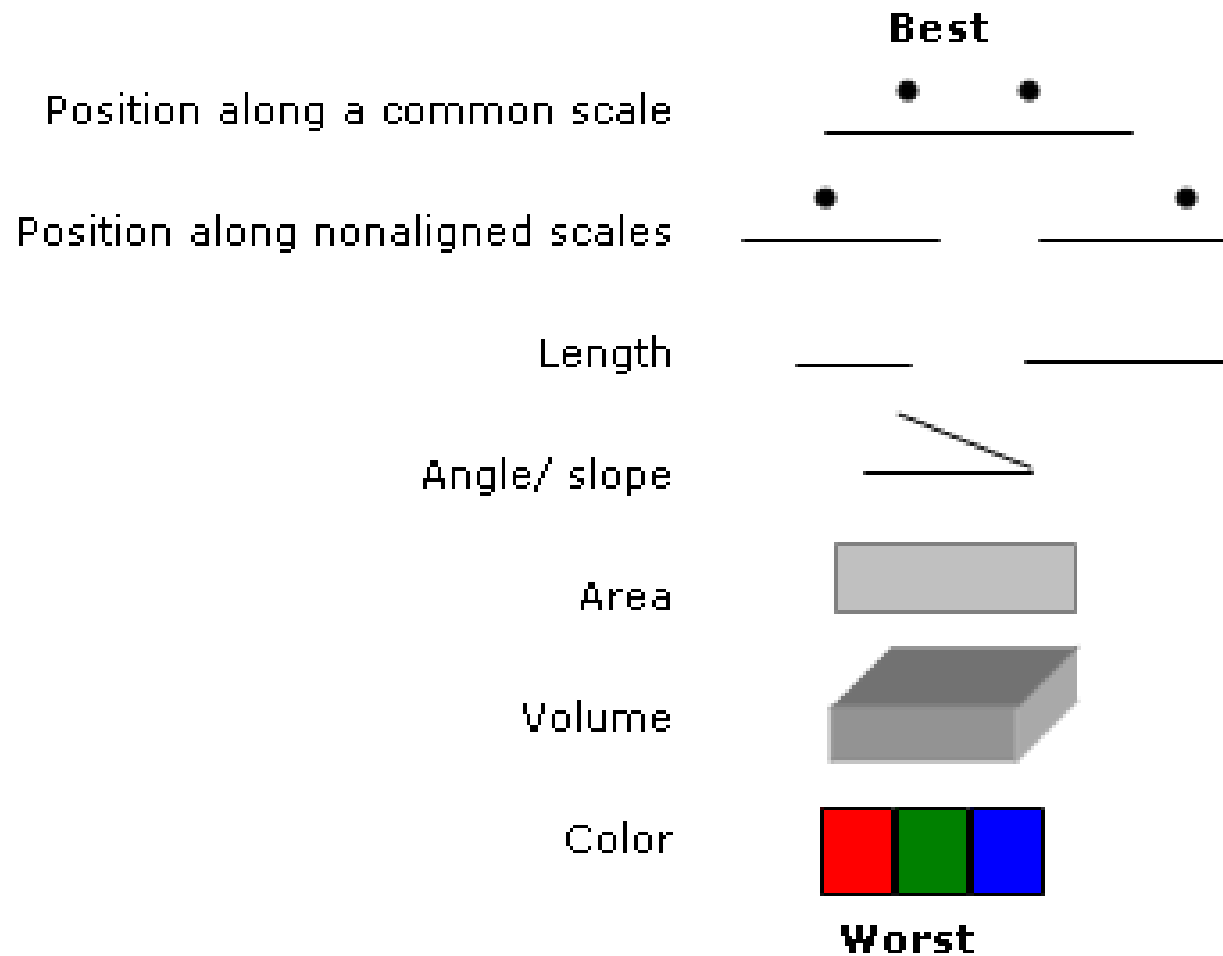 Best
Position along a common scale
Position along nonaligned scales
Length
Angle/ slope
Area
Volume
Color
Worst